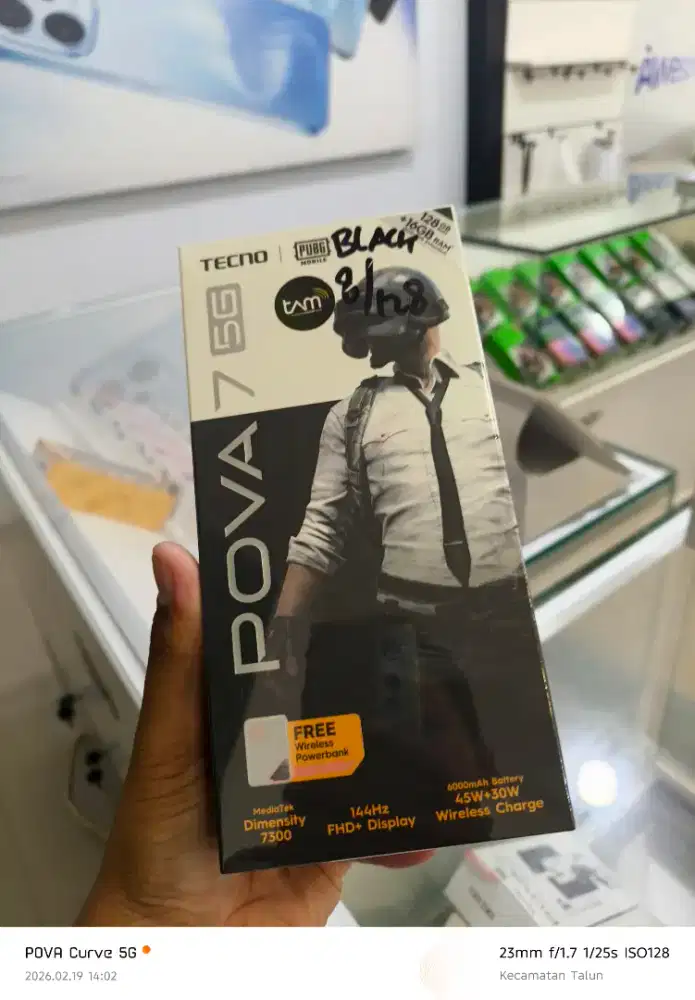 TECNO | PUBG MOBILE
BLACK
8/128
128GB
+16GB RAM
tam
POVA 7 5G
FREE
Wireless
Powerbank
MediaTek
Dimensity
7300
144Hz
FHD+ Display
6000mAh Battery
45W+30W
Wireless Charge
POVA Curve 5G
2026.02.19 14:02
23mm f/1.7 1/25s ISO128
Kecamatan Talun